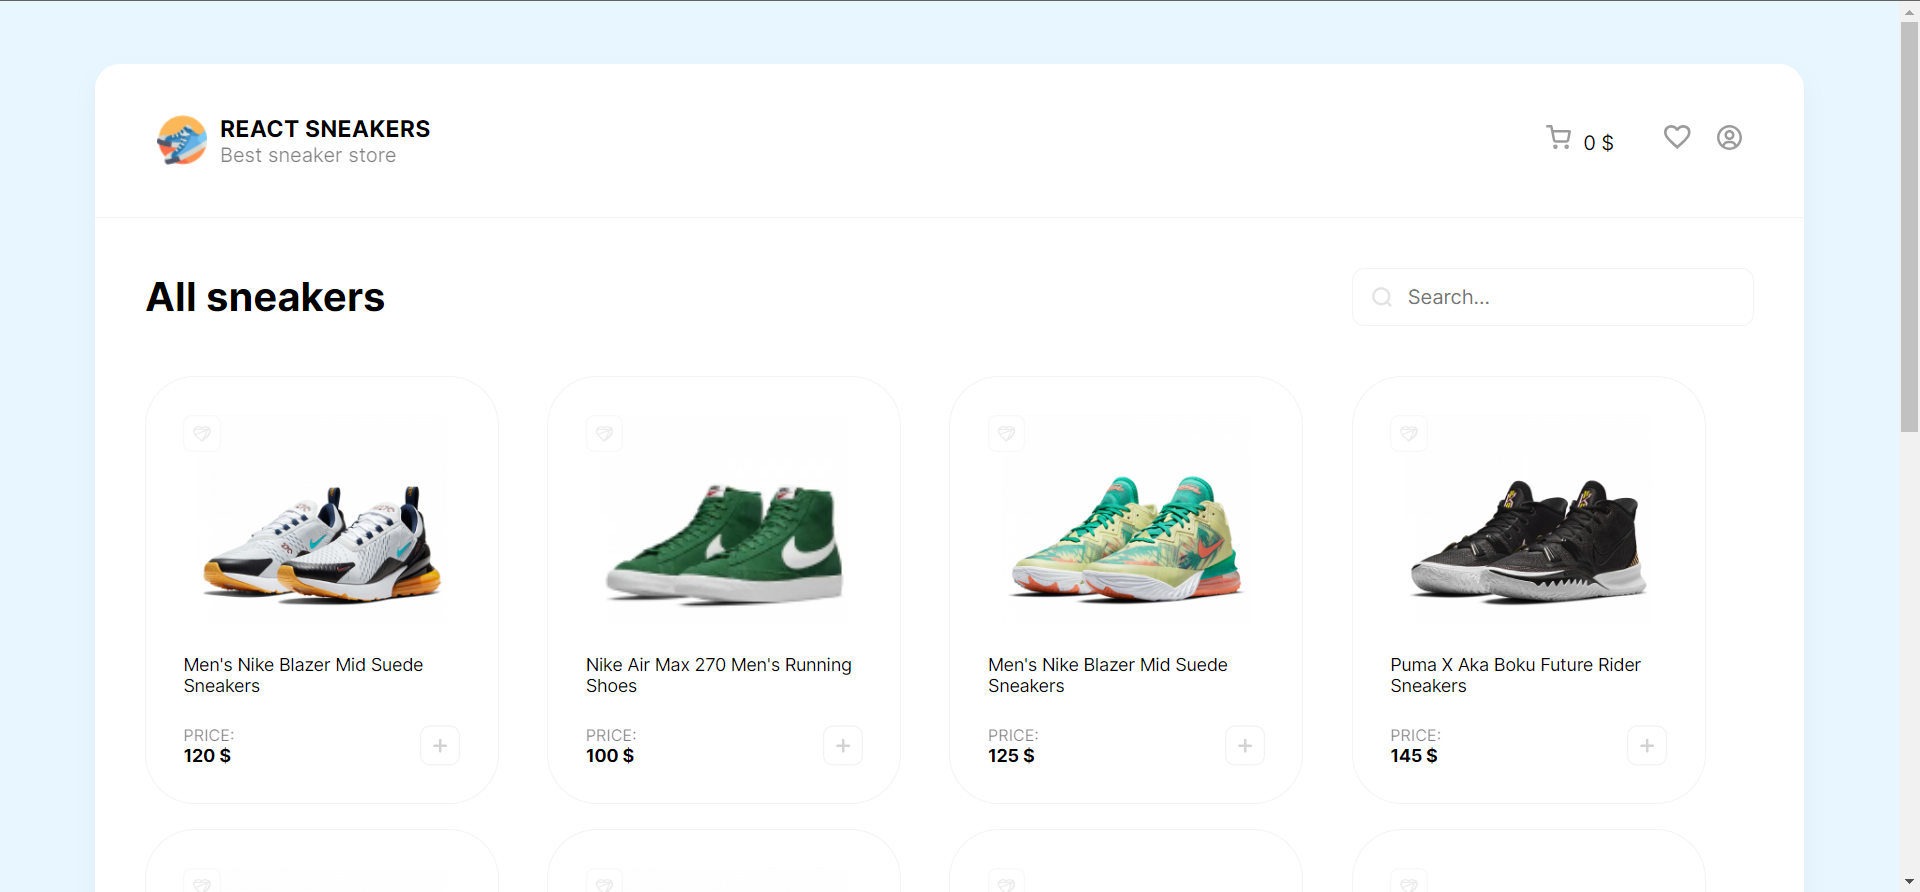 REACT SNEAKERS
Best sneaker store
0 $
All sneakers
Search...
Men's Nike Blazer Mid Suede
Sneakers
PRICE:
120 $
Nike Air Max 270 Men's Running
Shoes
PRICE:
100 $
Men's Nike Blazer Mid Suede
Sneakers
PRICE:
125 $
Puma X Aka Boku Future Rider
Sneakers
PRICE:
145 $